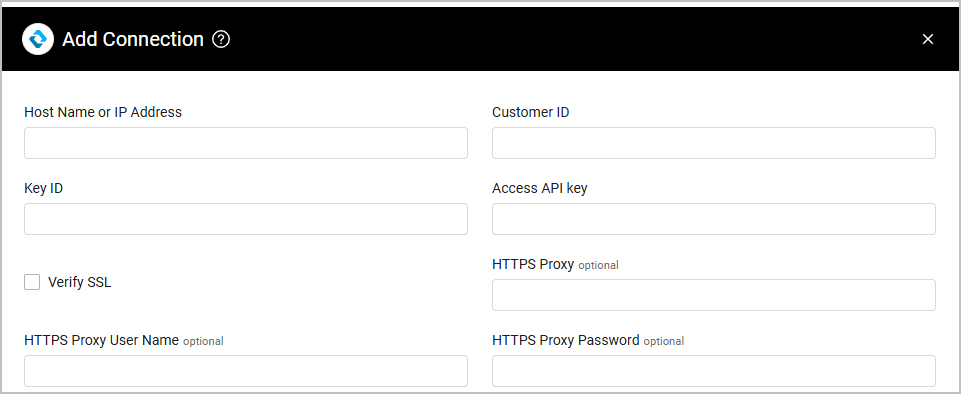 Add Connection ?
Host Name or IP Address
Customer ID
Key ID
Access API key
Verify SSL
HTTPS Proxy optional
HTTPS Proxy User Name optional
HTTPS Proxy Password optional